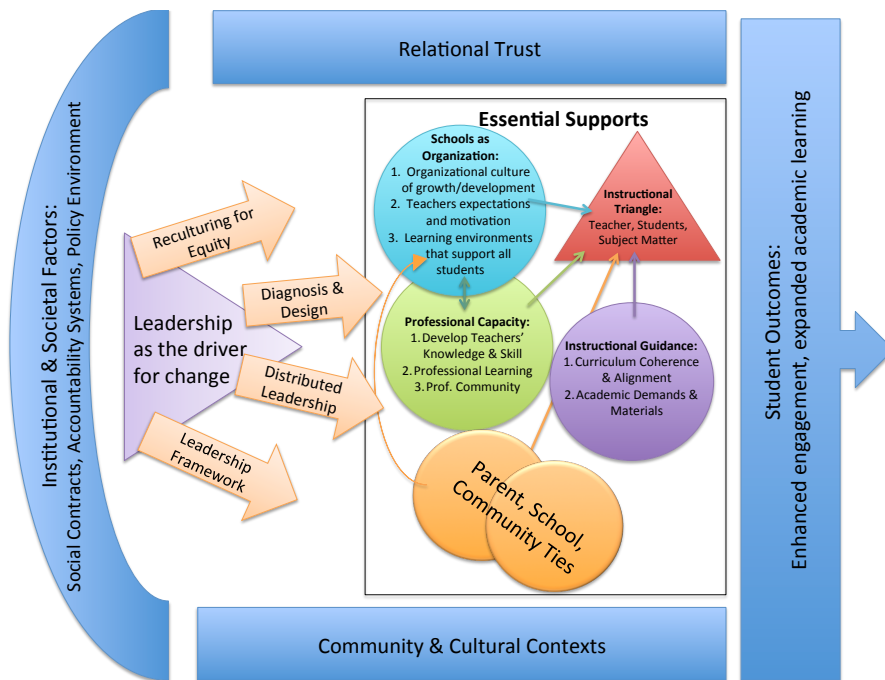 Relational Trust
Institutional & Societal Factors:
Social Contracts, Accountability Systems, Policy Environment
Leadership
as the driver
for change
Reculturing for
Equity
Diagnosis &
Design
Distributed
Leadership
Leadership
Framework
Essential Supports
Schools as
Organization:
1. Organizational culture
of growth/development
2. Teachers expectations
and motivation
3. Learning environments
that support all
students
Instructional
Triangle:
Teacher, Students,
Subject Matter
Professional Capacity:
1. Develop Teachers'
Knowledge & Skill
2. Professional Learning
3. Prof. Community
Instructional Guidance:
1. Curriculum Coherence
& Alignment
2. Academic Demands &
Materials
Parent, School,
Community Ties
Student Outcomes:
Enhanced engagement, expanded academic learning
Community & Cultural Contexts